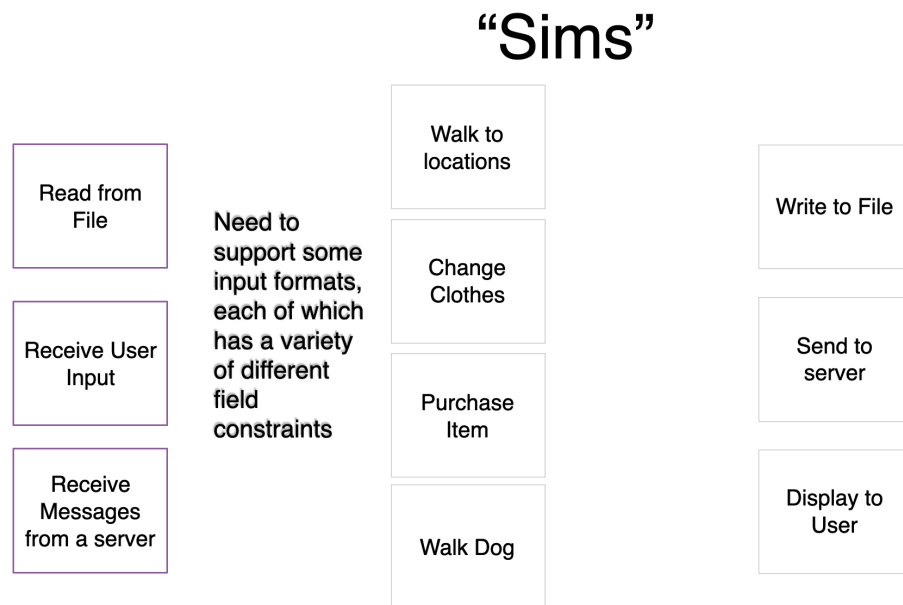 “Sims”
Read from
File
Receive User
Input
Receive
Messages
from a server
Need to
support some
input formats,
each of which
has a variety
of different
field
constraints
Walk to
locations
Change
Clothes
Purchase
Item
Walk Dog
Write to File
Send to
server
Display to
User